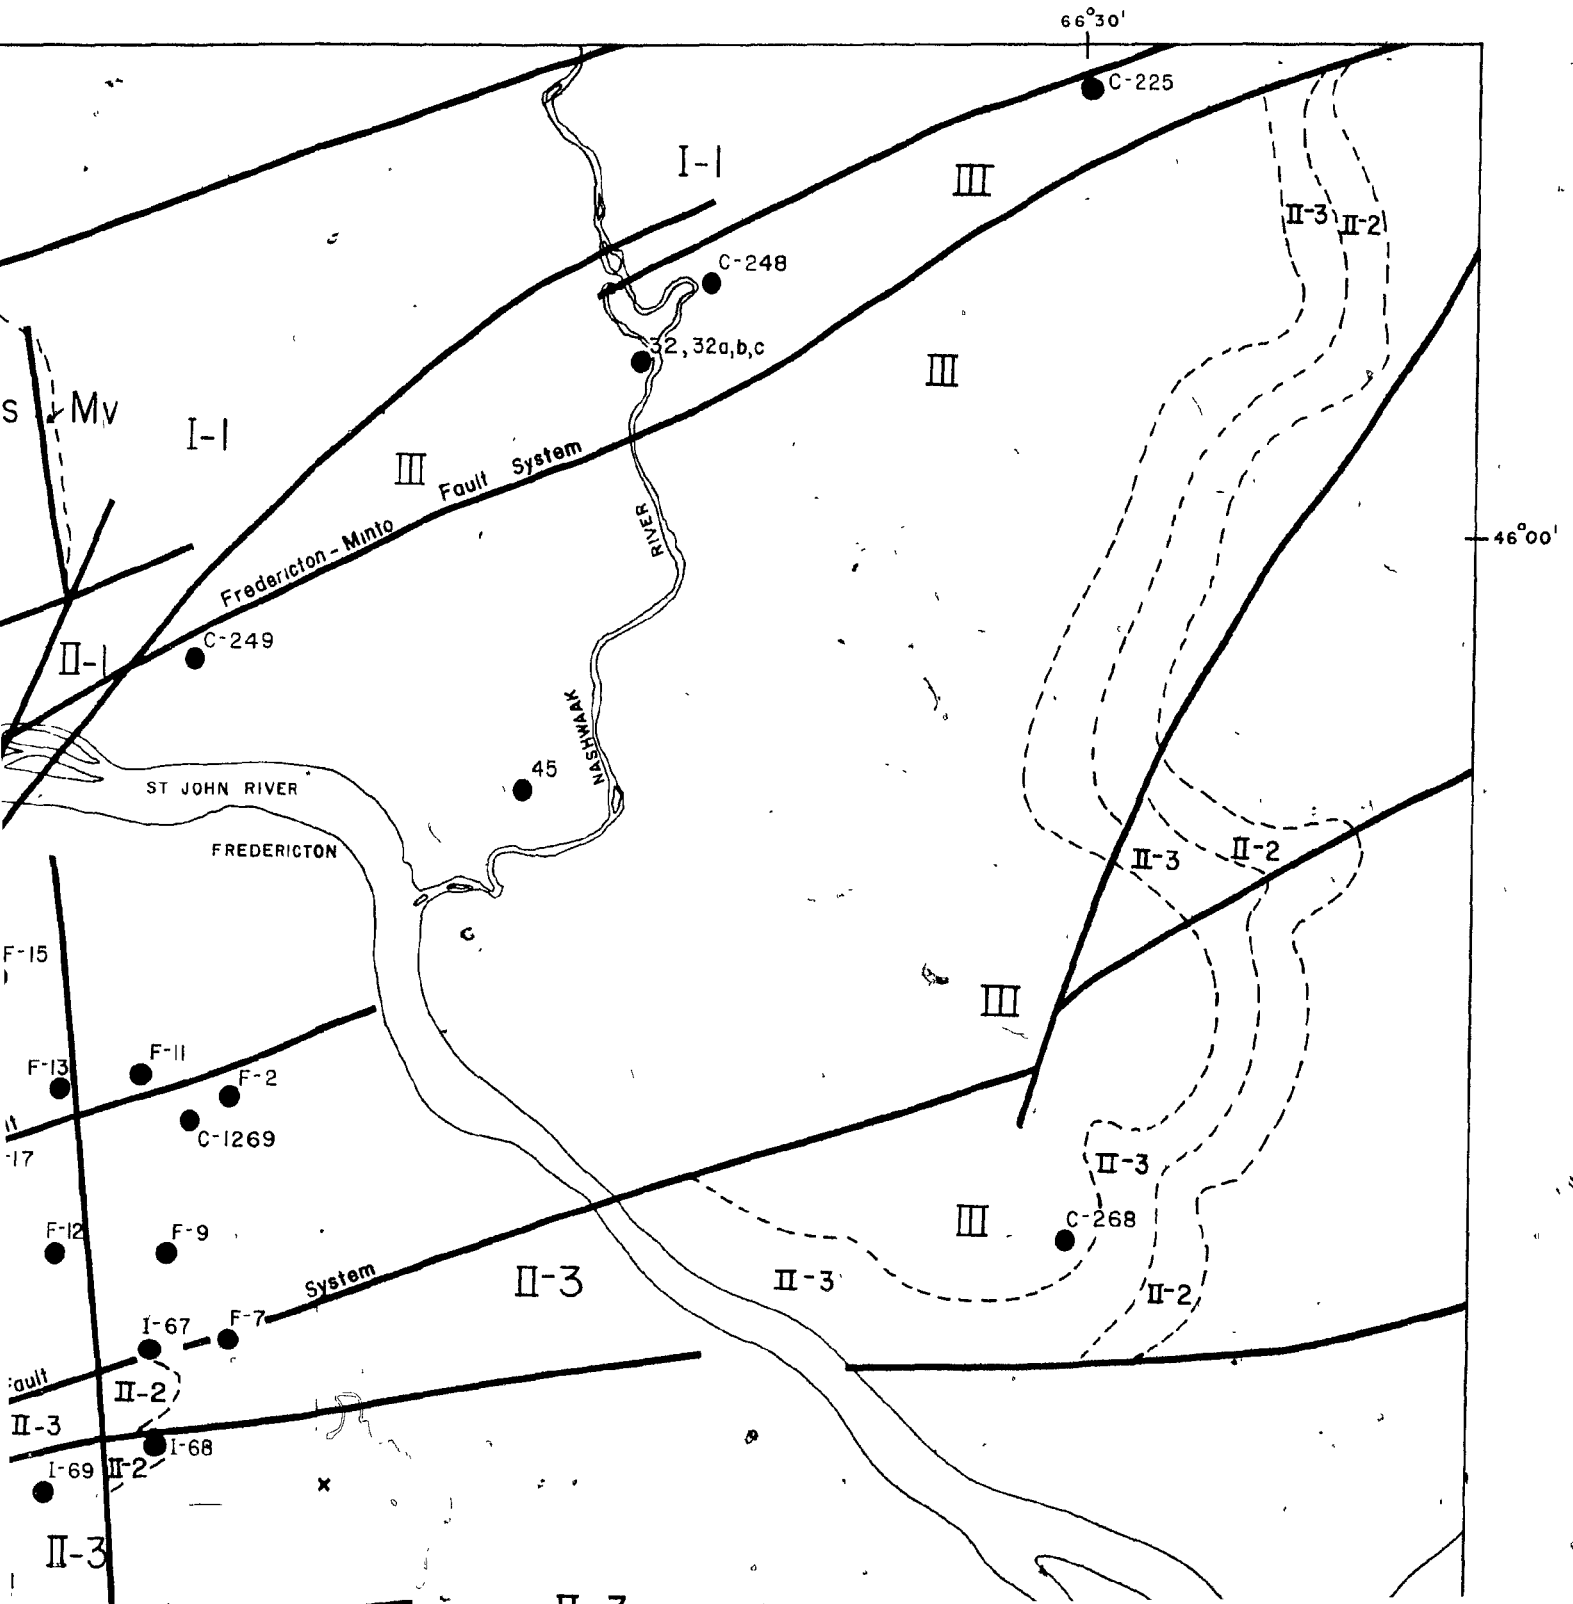 66°30'
C-225
I-1
III
II-3
II-2
C-248
32,32a,b,c
III
S
Mv
I-1
III
Fredericton-Minto Fault System
RIVER
46°00'
C-249
II-1
NASHWAAK
45
ST JOHN RIVER
FREDERICTON
II-3
II-2
F-15
III
F-13
F-11
F-2
C-1269
-17
II-3
III
C-268
F-12
F-9
System
II-3
II-3
II-2
I-67
F-7
ault
II-2
II-3
I-68
I-69
II-2
II-3